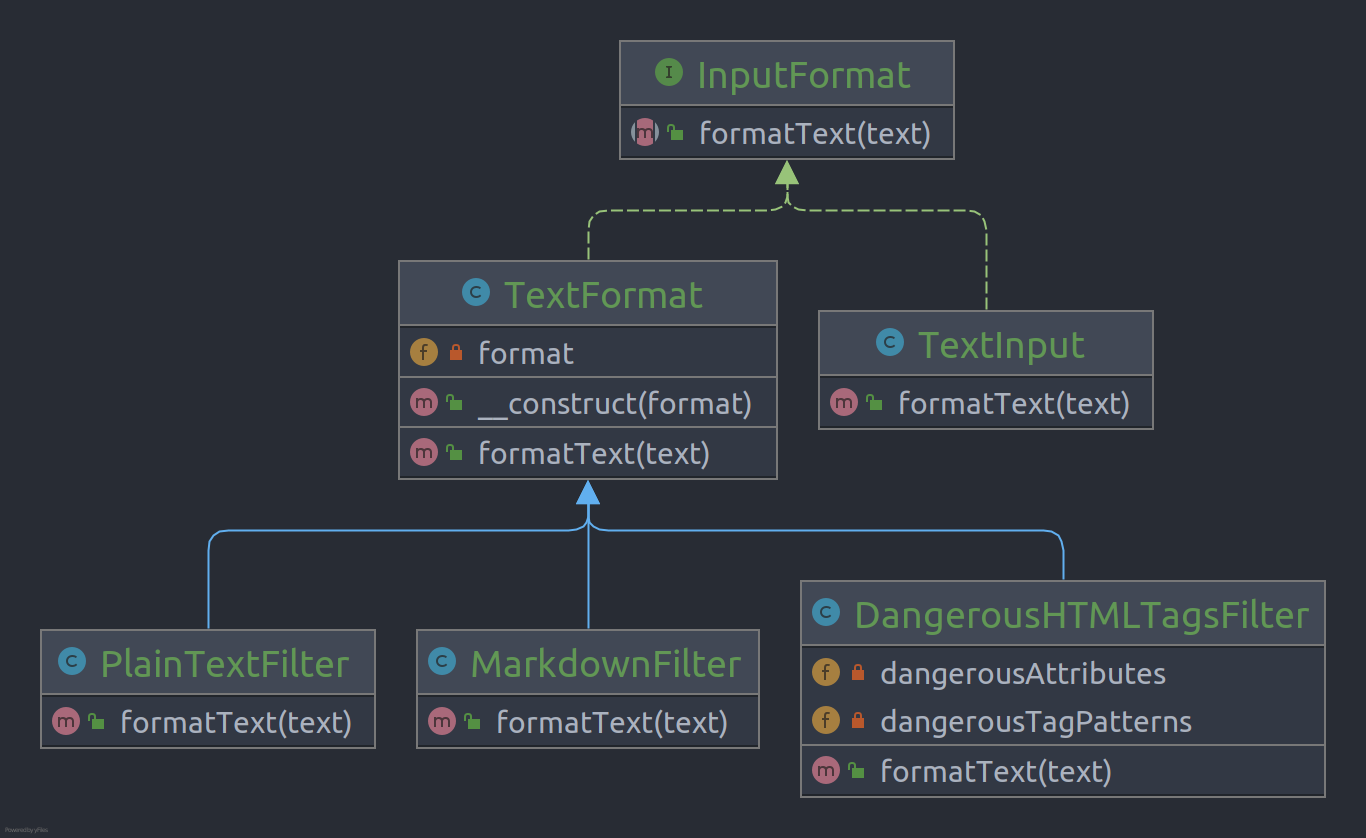 I InputFormat
m formatText(text)
C TextFormat
f format
m __construct(format)
m formatText(text)
C TextInput
m formatText(text)
C PlainTextFilter
m formatText(text)
C MarkdownFilter
m formatText(text)
C DangerousHTMLTagsFilter
f dangerousAttributes
f dangerousTagPatterns
m formatText(text)
Powered by yFiles